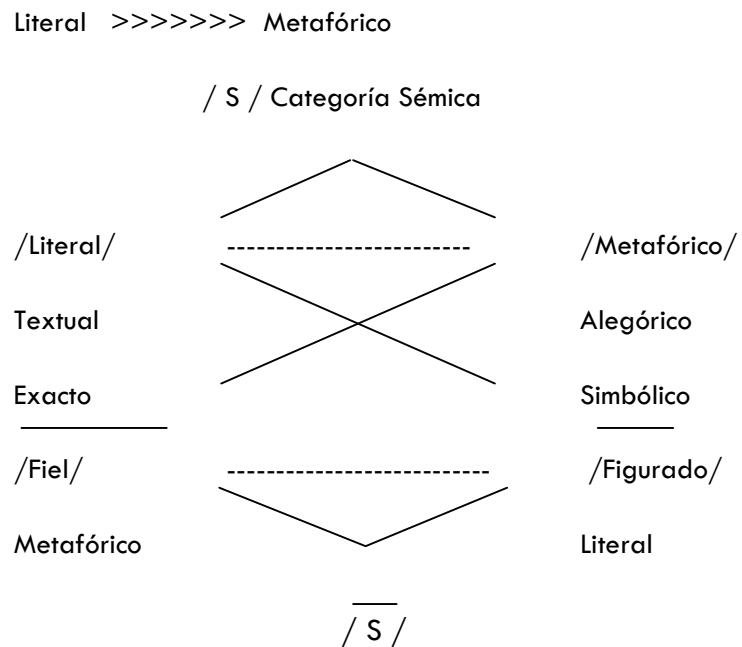 Literal >>>>>>> Metafórico
/ S / Categoría Sémica
/Literal/ ------------------------- /Metafórico/
Textual Alegórico
Exacto Simbólico
/Fiel/ --------------------------- /Figurado/
Metafórico Literal
/ S /